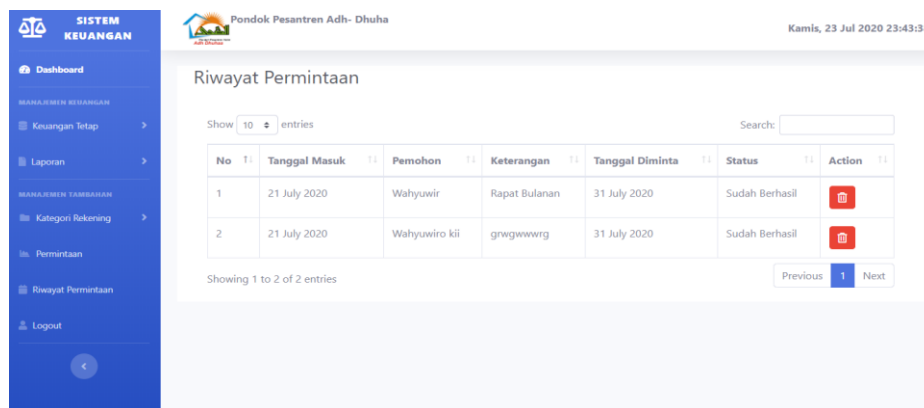 SISTEM
KEUANGAN
Dashboard
MANAJEMEN KEUANGAN
Keuangan Tetap
Laporan
MANAJEMEN TAMBAHAN
Kategori Rekening
Permintaan
Riwayat Permintaan
Logout
Pondok Pesantren Adh- Dhuha
Adh Dhuha
Kamis, 23 Jul 2020 23:43:3
Riwayat Permintaan
Show 10 entries
Search:
No Tanggal Masuk Pemohon Keterangan Tanggal Diminta Status Action
1 21 July 2020 Wahyuwir Rapat Bulanan 31 July 2020 Sudah Berhasil
2 21 July 2020 Wahyuwiro kii grwgwwwrg 31 July 2020 Sudah Berhasil
Showing 1 to 2 of 2 entries
Previous 1 Next